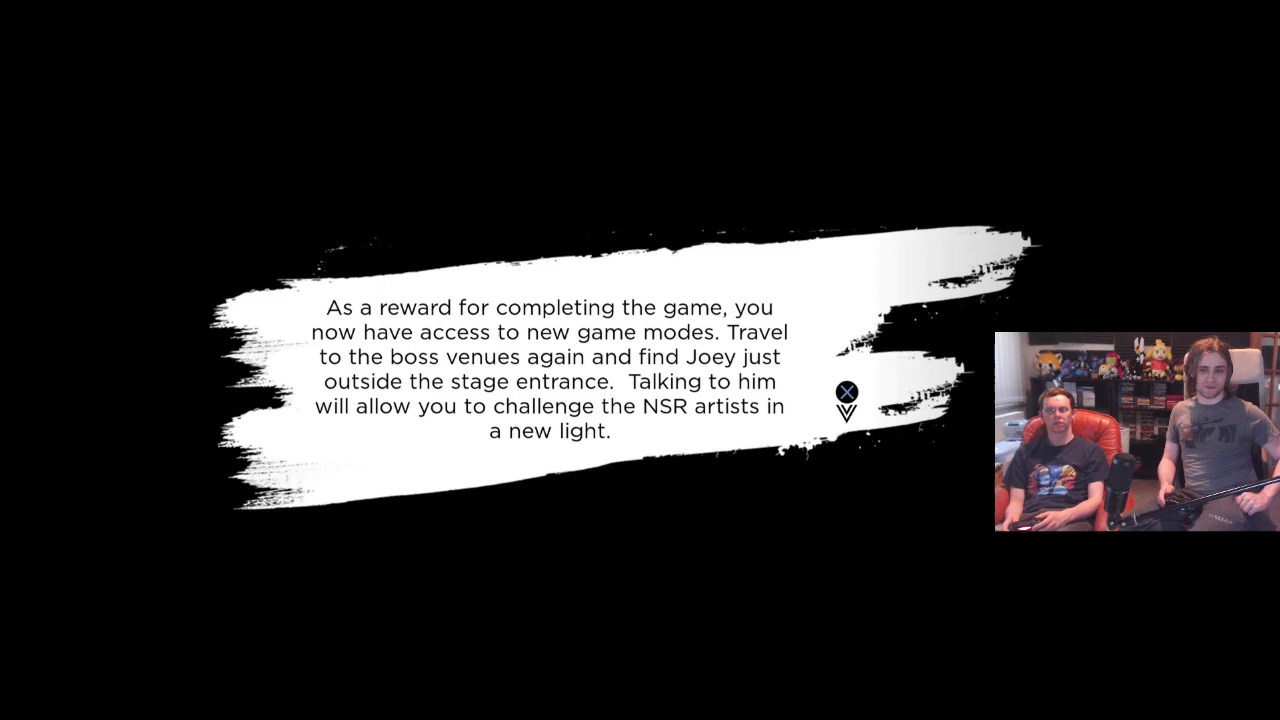 As a reward for completing the game, you
now have access to new game modes. Travel
to the boss venues again and find Joey just
outside the stage entrance.  Talking to him
will allow you to challenge the NSR artists in
a new light.